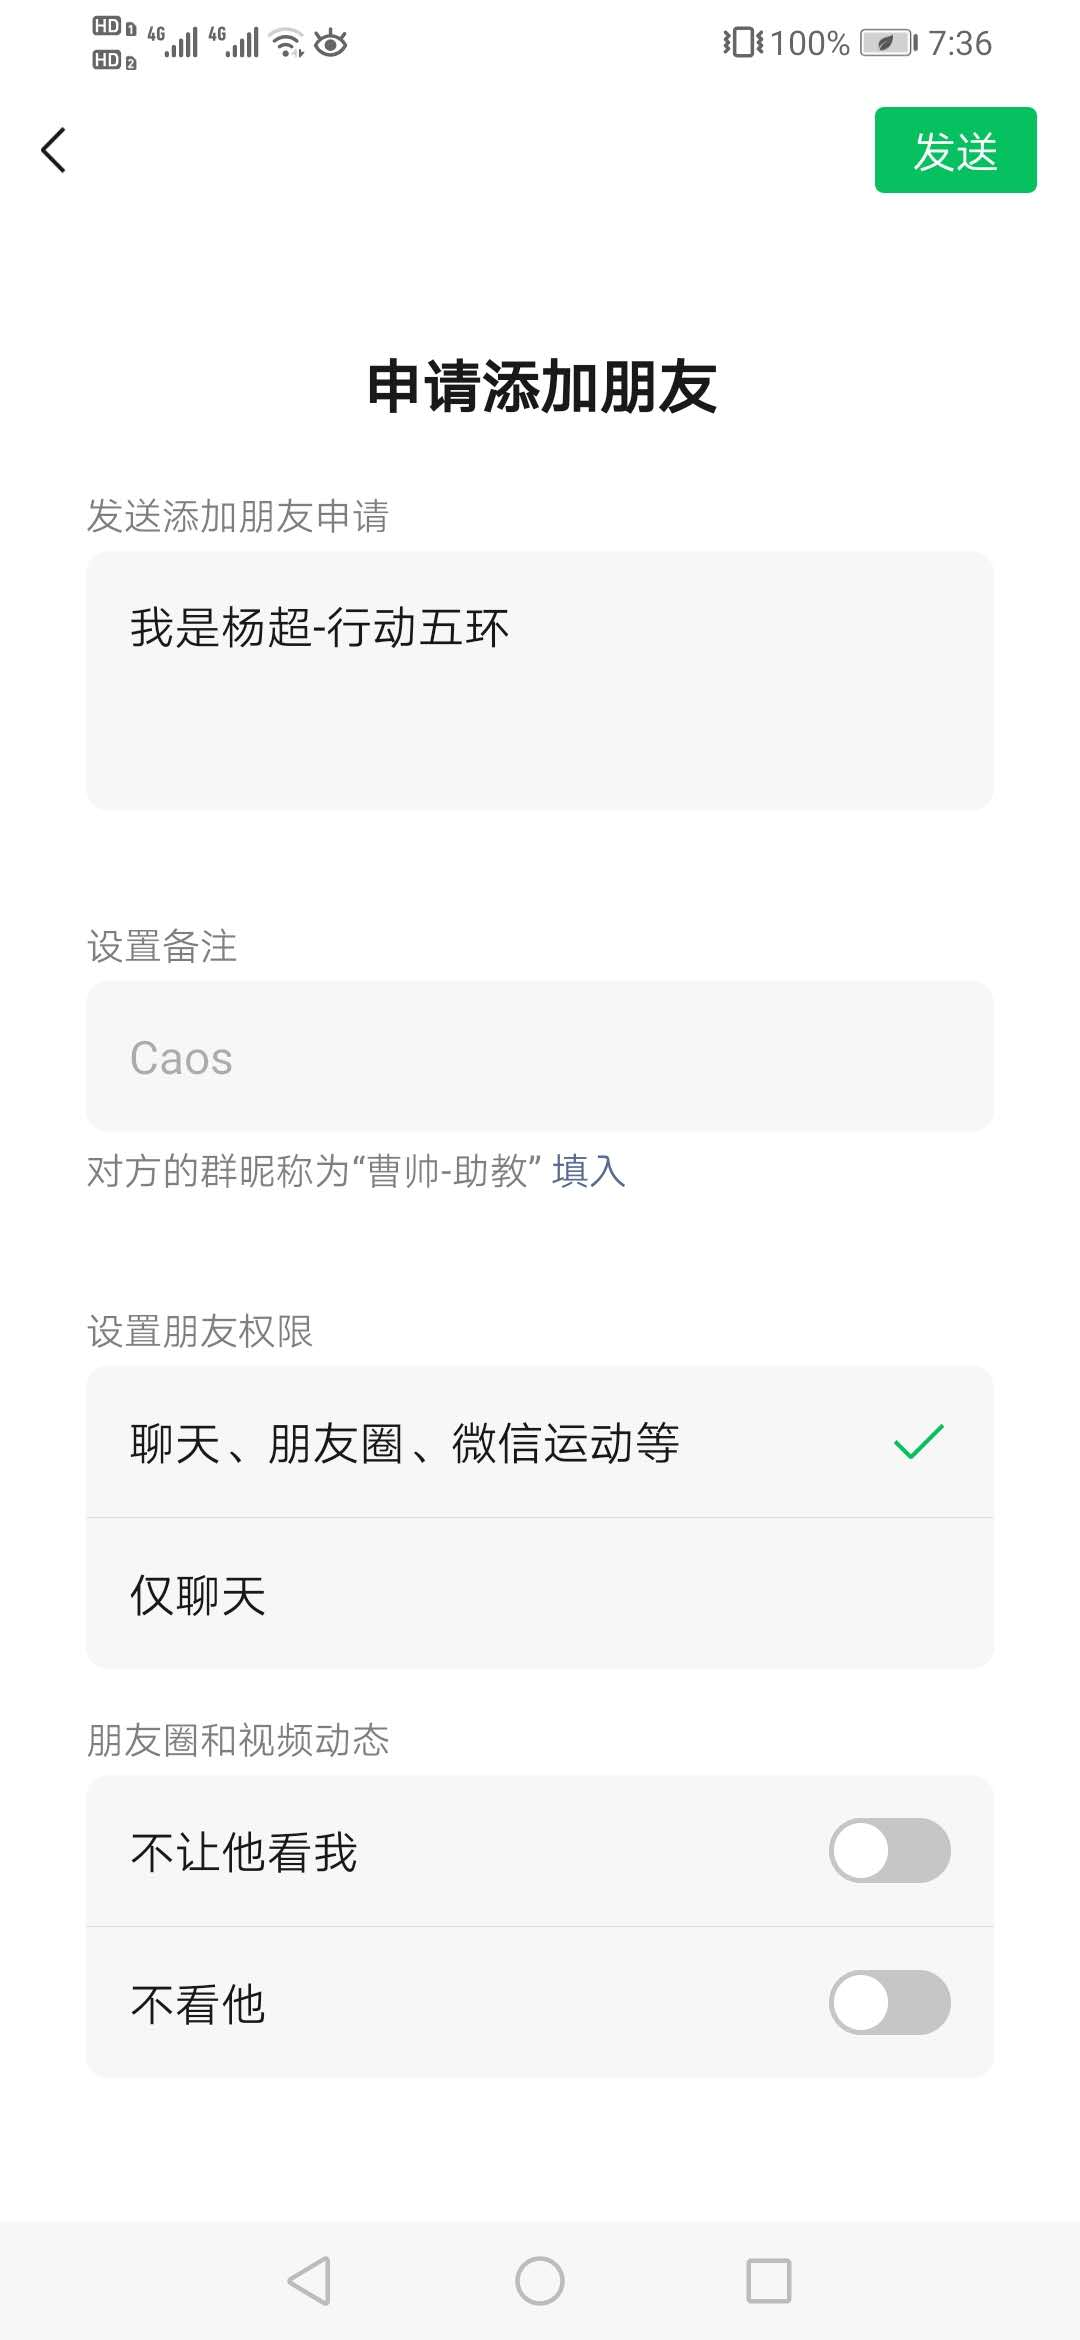 HD 1 4G 4G 100% 7:36
HD 2
发送
申请添加朋友
发送添加朋友申请
我是杨超-行动五环
设置备注
Caos
对方的群昵称为“曹帅-助教” 填入
设置朋友权限
聊天、朋友圈、微信运动等
仅聊天
朋友圈和视频动态
不让他看我
不看他